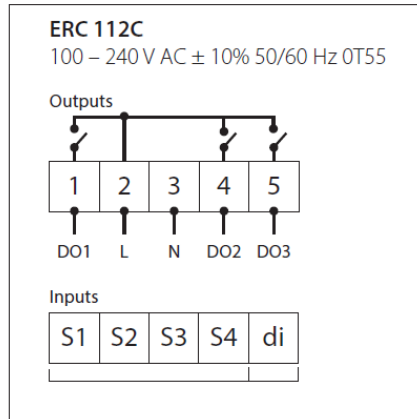 ERC 112C
100 – 240 V AC ± 10% 50/60 Hz 0T55
Outputs
1 2 3 4 5
DO1 L N DO2 DO3
Inputs
S1 S2 S3 S4 di